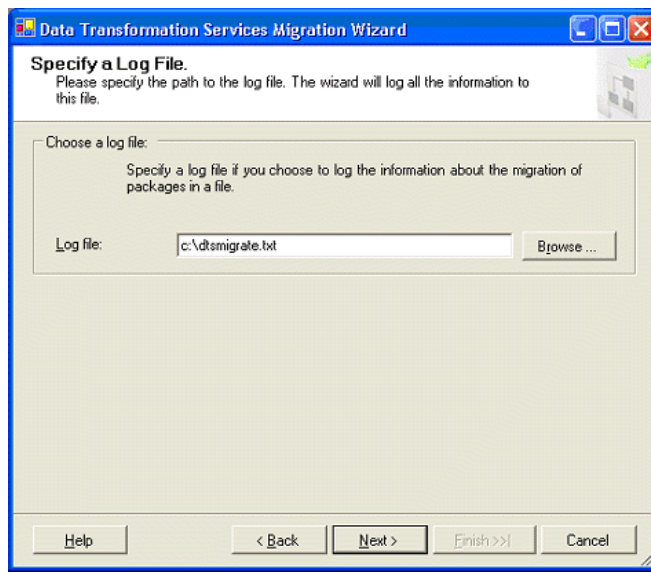 Data Transformation Services Migration Wizard
Specify a Log File.
Please specify the path to the log file. The wizard will log all the information to
this file.
Choose a log file:
Specify a log file if you choose to log the information about the migration of
packages in a file.
Log file: c:\dtsmigrate.txt Browse ...
Help < Back Next > Finish >>| Cancel